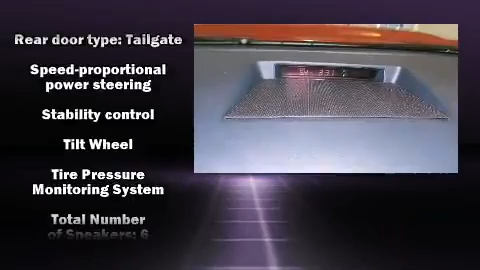 Rear door type: Tailgate
Speed-proportional
power steering
Stability control
Tilt Wheel
Tire Pressure
Monitoring System
Total Number
of Speakers: 6